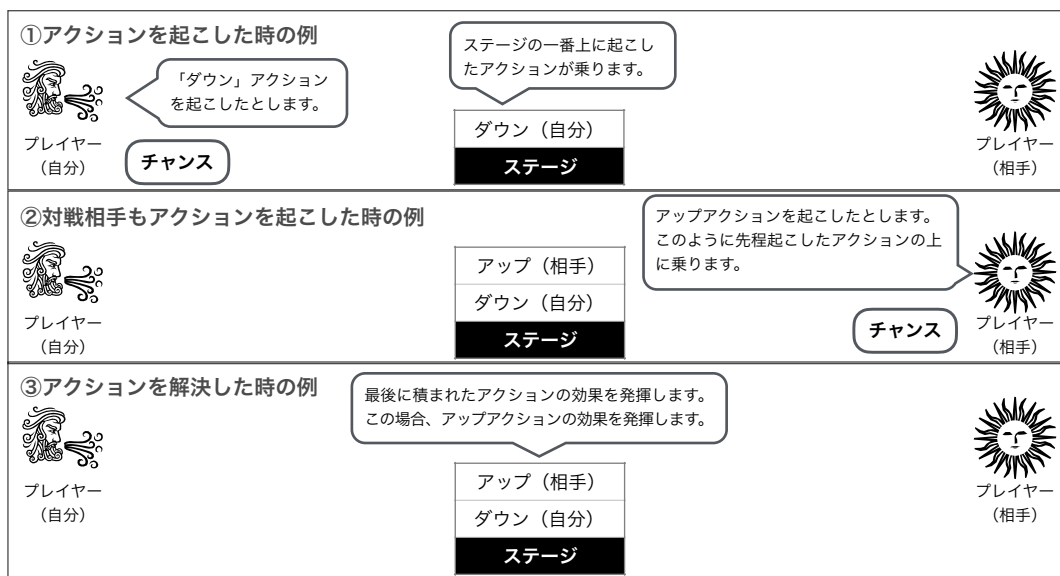 ①アクションを起こした時の例
「ダウン」アクション
を起こしたとします。
プレイヤー
（自分）
チャンス
ステージの一番上に起こし
たアクションが乗ります。
ダウン（自分）
ステージ
プレイヤー
（相手）
②対戦相手もアクションを起こした時の例
プレイヤー
（自分）
アップ（相手）
ダウン（自分）
ステージ
アップアクションを起こしたとします。
このように先程起こしたアクションの上
に乗ります。
チャンス
プレイヤー
（相手）
③アクションを解決した時の例
プレイヤー
（自分）
最後に積まれたアクションの効果を発揮します。
この場合、アップアクションの効果を発揮します。
アップ（相手）
ダウン（自分）
ステージ
プレイヤー
（相手）